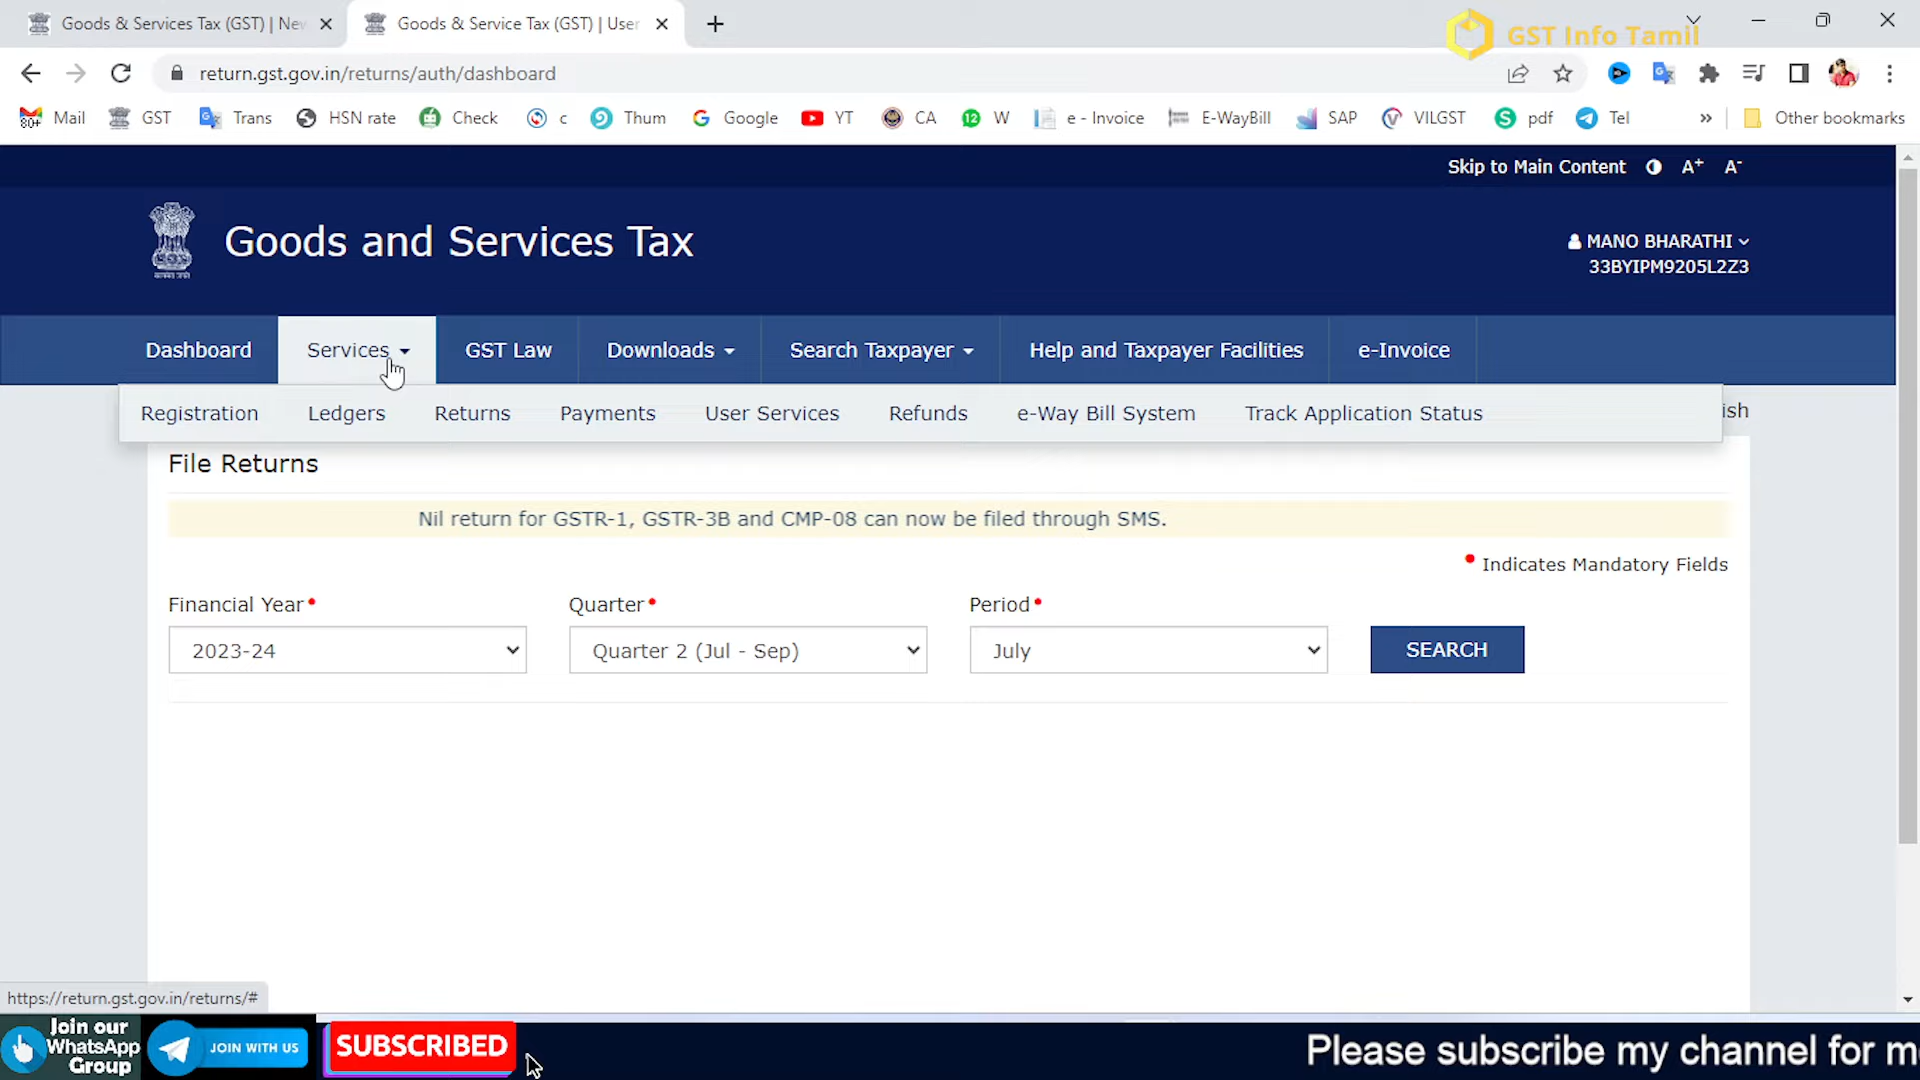 Goods & Services Tax (GST) | Nev
Goods & Service Tax (GST) | User
GST Info Tamil
return.gst.gov.in/returns/auth/dashboard
80+
Mail
GST
Trans
HSN rate
Check
c
Thum
Google
YT
CA
12
W
e - Invoice
E-WayBill
SAP
VILGST
pdf
Tel
»
Other bookmarks
Skip to Main Content
A+
A-
Goods and Services Tax
MANO BHARATHI
33BYIPM9205L2Z3
Dashboard
Services
GST Law
Downloads
Search Taxpayer
Help and Taxpayer Facilities
e-Invoice
Registration
Ledgers
Returns
Payments
User Services
Refunds
e-Way Bill System
Track Application Status
ish
File Returns
Nil return for GSTR-1, GSTR-3B and CMP-08 can now be filed through SMS.
• Indicates Mandatory Fields
Financial Year•
Quarter•
Period•
2023-24
Quarter 2 (Jul - Sep)
July
SEARCH
https://return.gst.gov.in/returns/#
Join our
WhatsApp
Group
JOIN WITH US
SUBSCRIBED
Please subscribe my channel for m